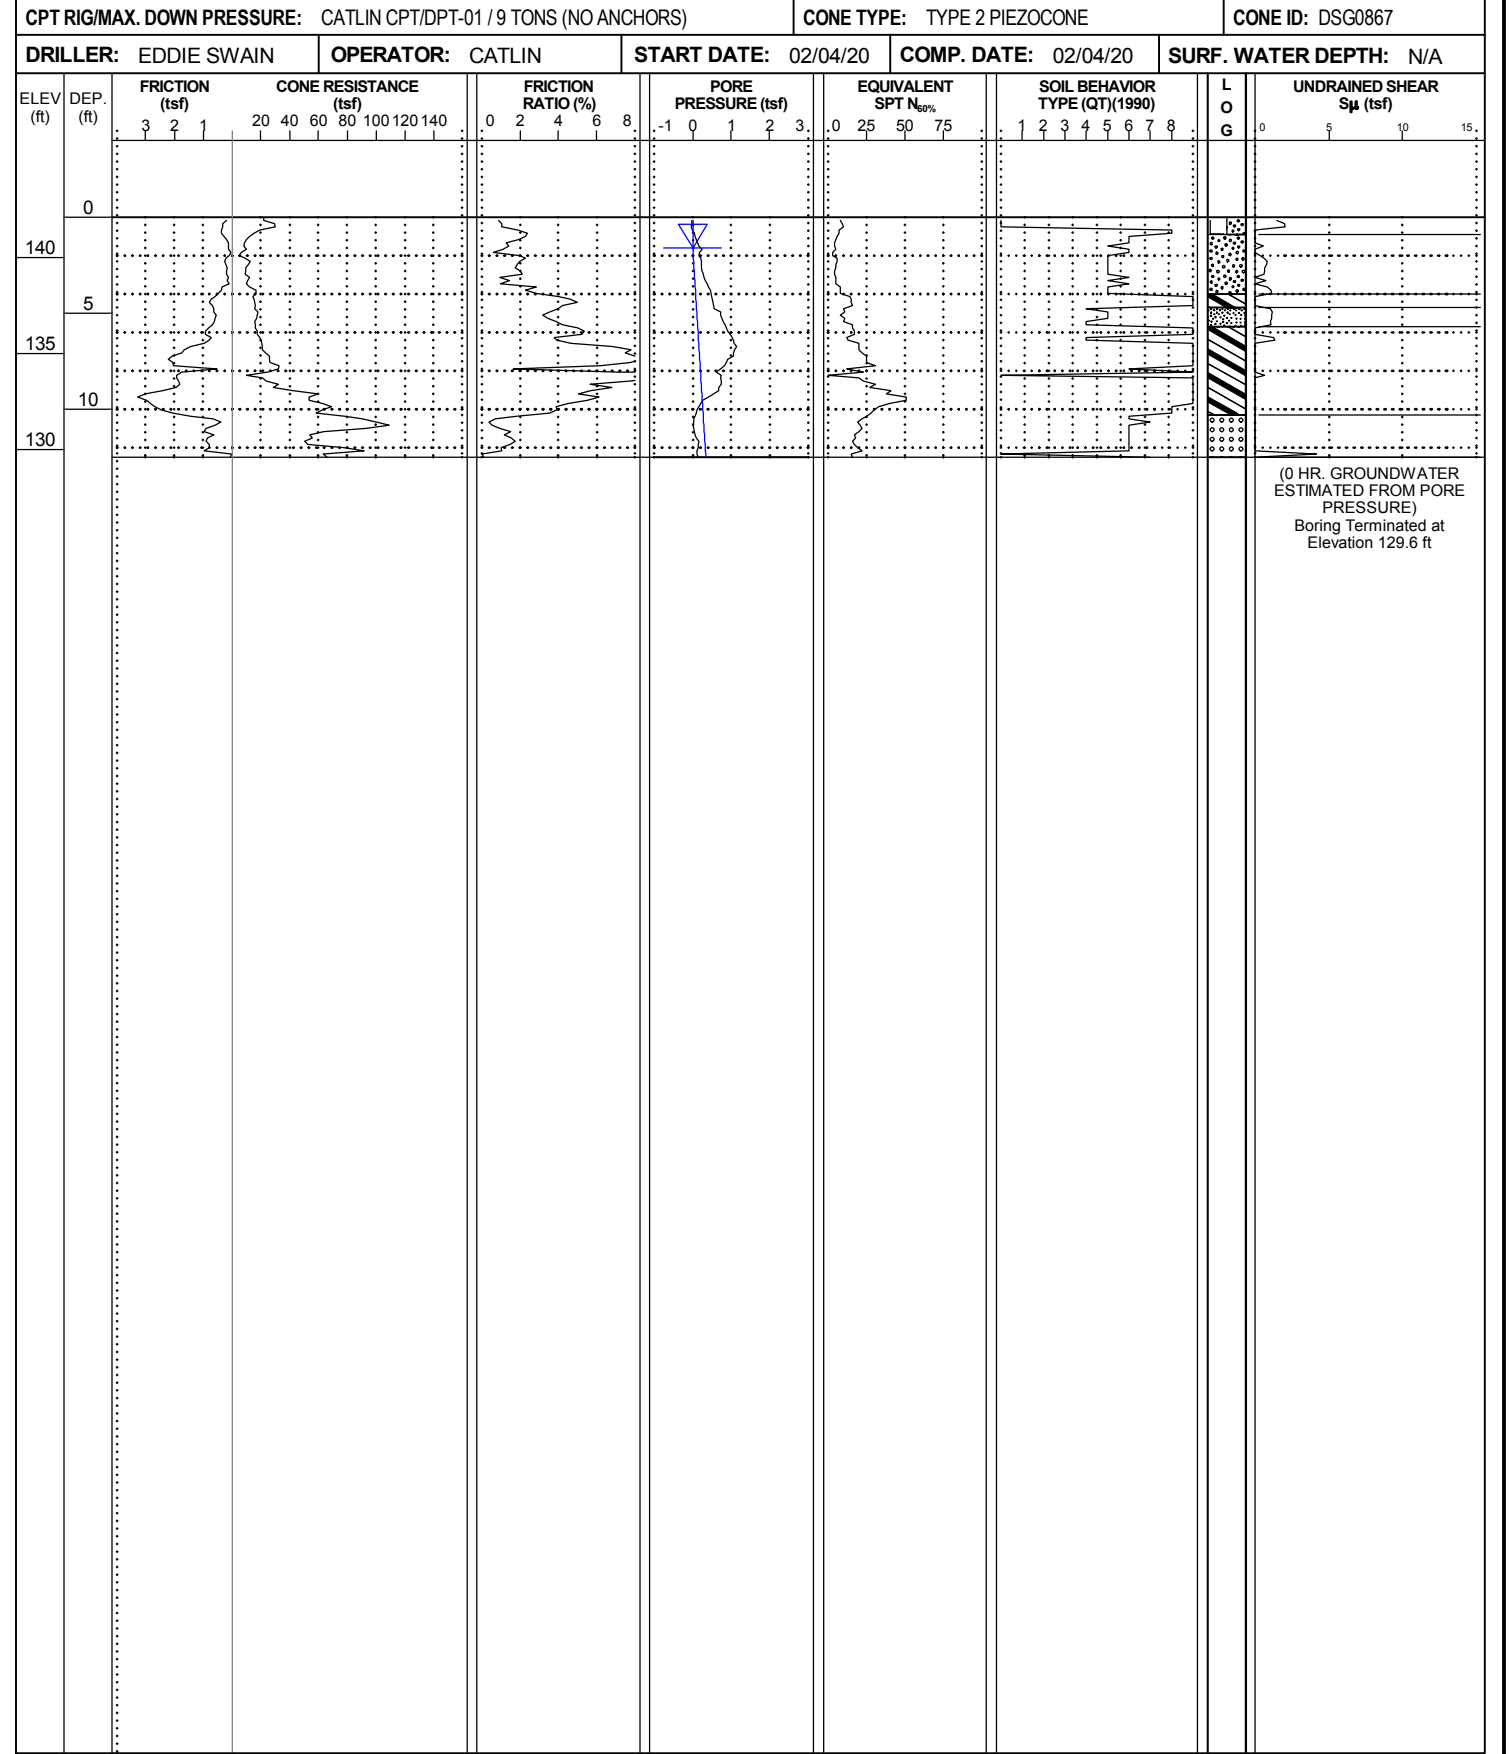 CPT RIG/MAX. DOWN PRESSURE: CATLIN CPT/DPT-01 / 9 TONS (NO ANCHORS) CONE TYPE: TYPE 2 PIEZOCONE CONE ID: DSG0867
DRILLER: EDDIE SWAIN OPERATOR: CATLIN START DATE: 02/04/20 COMP. DATE: 02/04/20 SURF. WATER DEPTH: N/A
ELEV
(ft)
DEP.
(ft)
FRICTION
(tsf)
3 2 1
CONE RESISTANCE
(tsf)
20 40 60 80 100 120 140
FRICTION
RATIO (%)
0 2 4 6 8
PORE
PRESSURE (tsf)
-1 0 1 2 3
EQUIVALENT
SPT N60%
0 25 50 75
SOIL BEHAVIOR
TYPE (QT)(1990)
1 2 3 4 5 6 7 8
L
O
G
UNDRAINED SHEAR
Sμ (tsf)
0 5 10 15
0
140
5
135
10
130
(0 HR. GROUNDWATER
ESTIMATED FROM PORE
PRESSURE)
Boring Terminated at
Elevation 129.6 ft